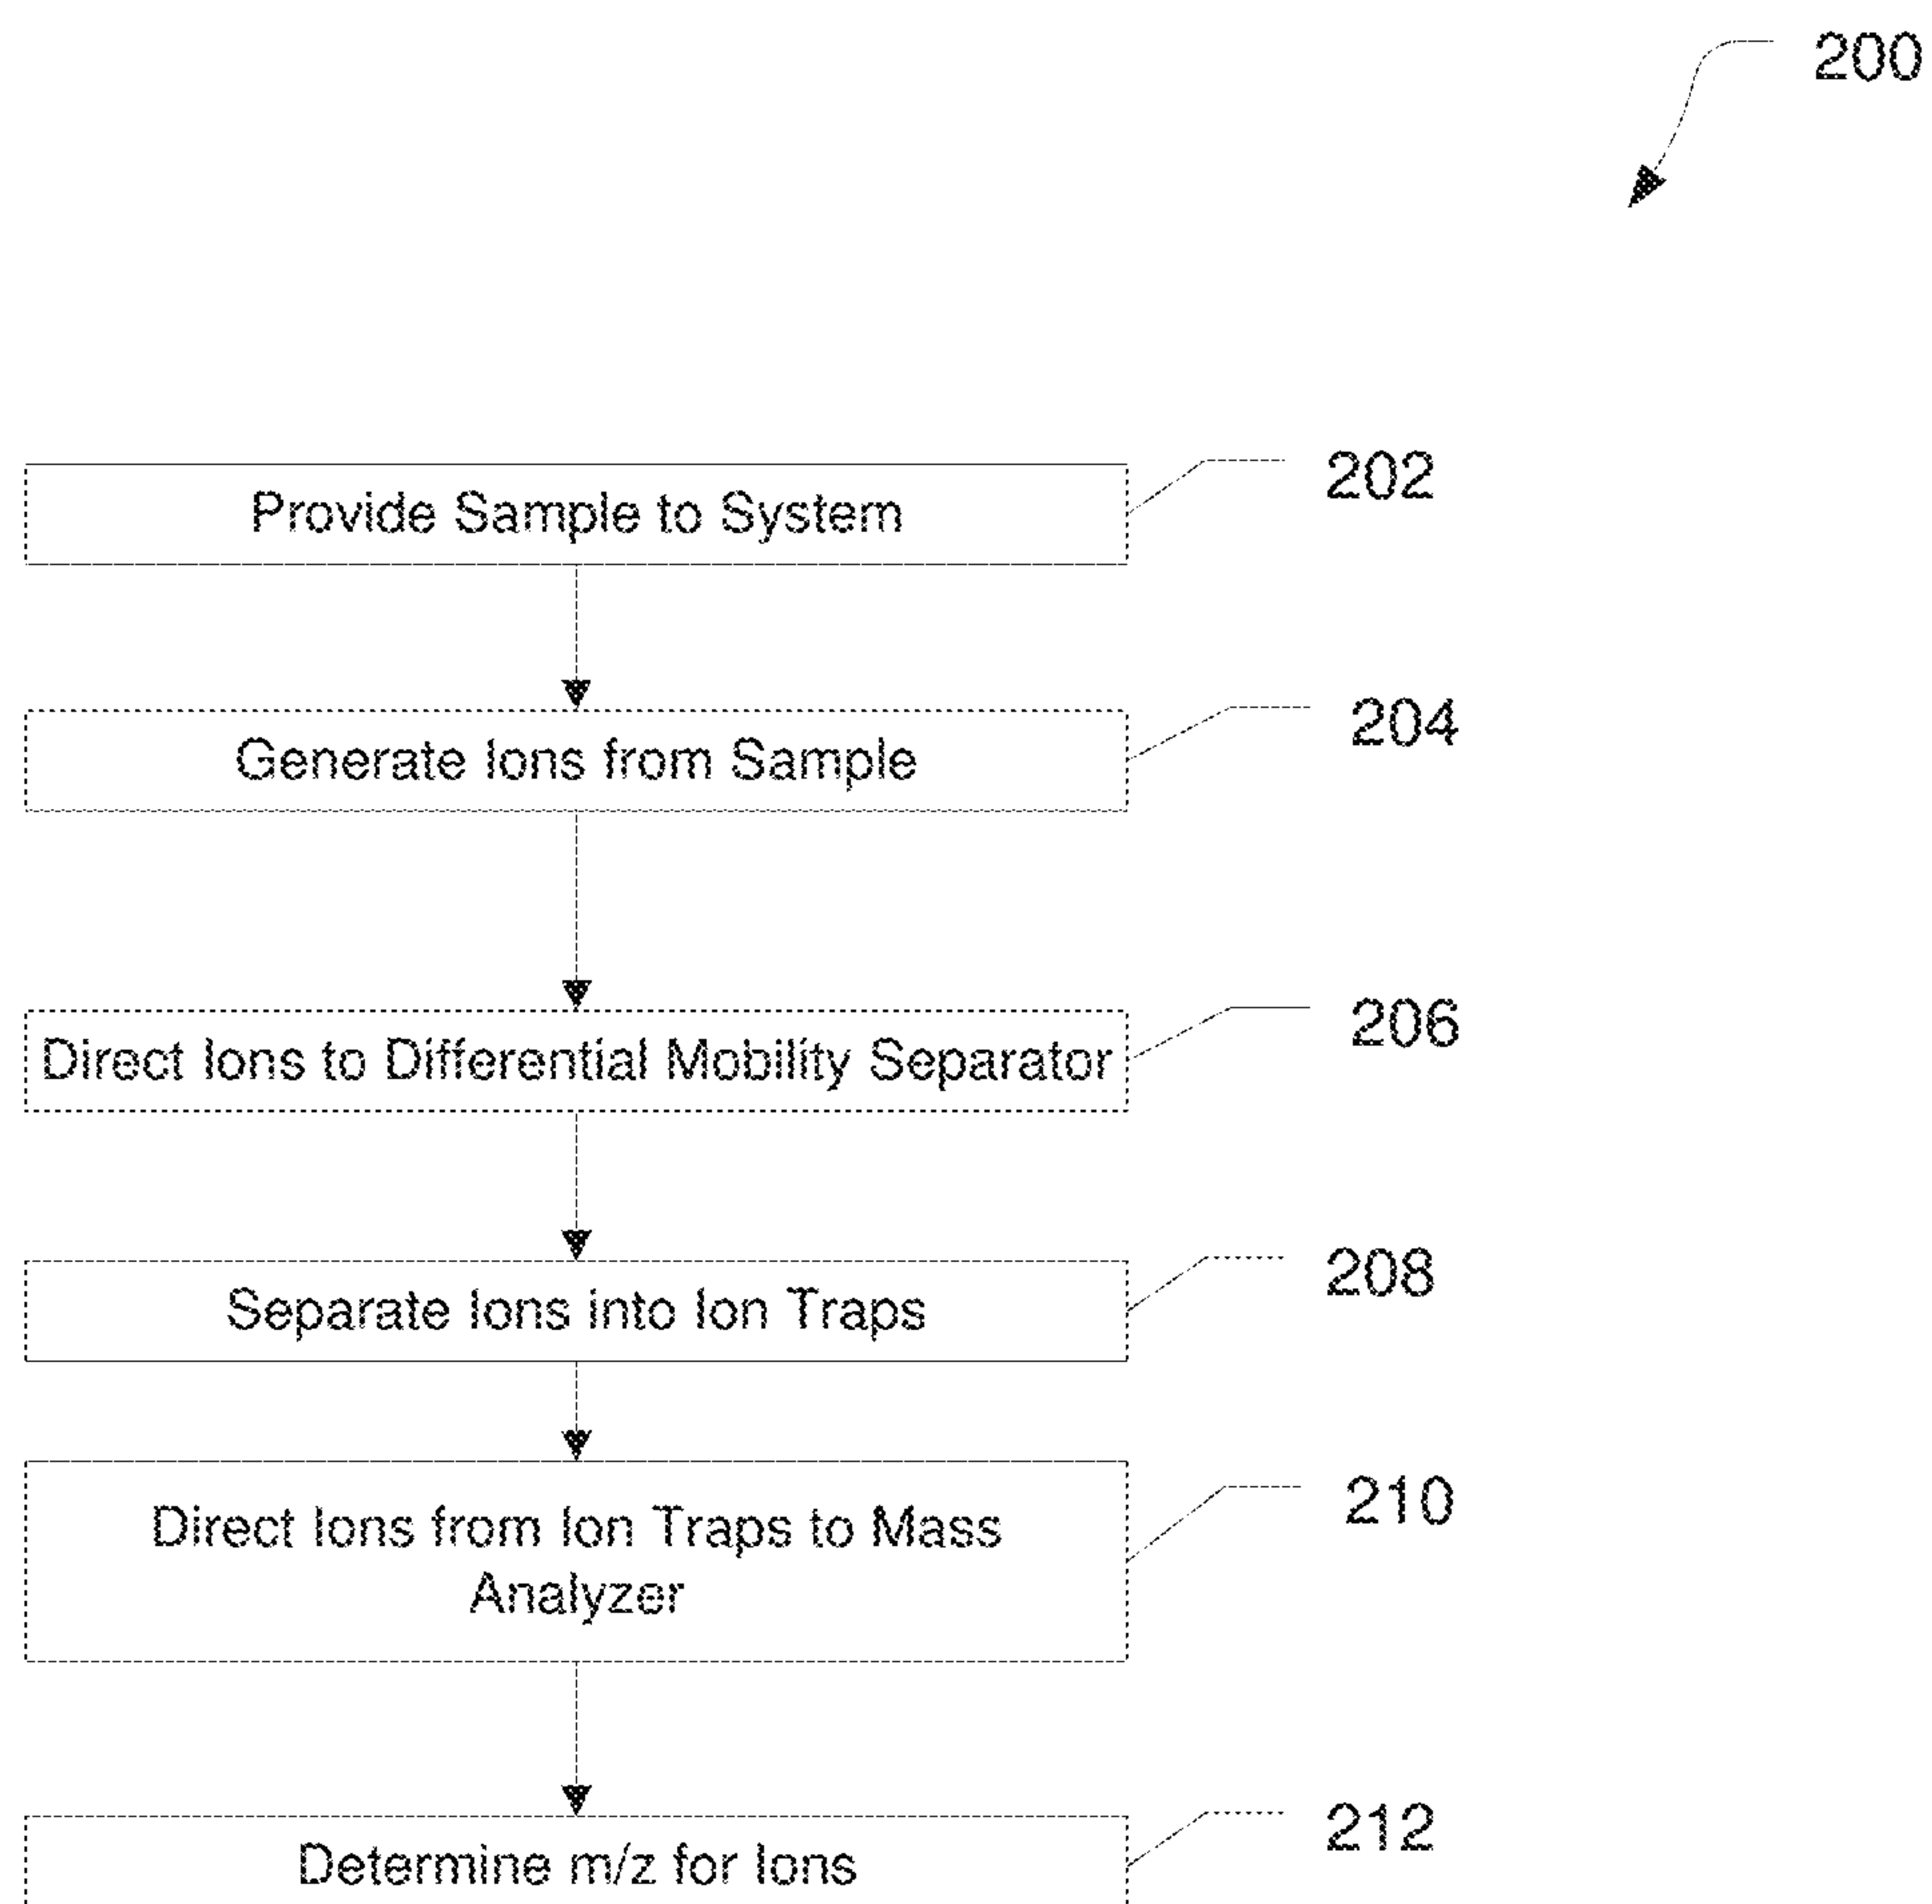 200
Provide Sample to System
202
Generate Ions from Sample
204
Direct Ions to Differential Mobility Separator
206
Separate Ions into Ion Traps
208
Direct Ions from Ion Traps to Mass
Analyzer
210
Determine m/z for Ions
212